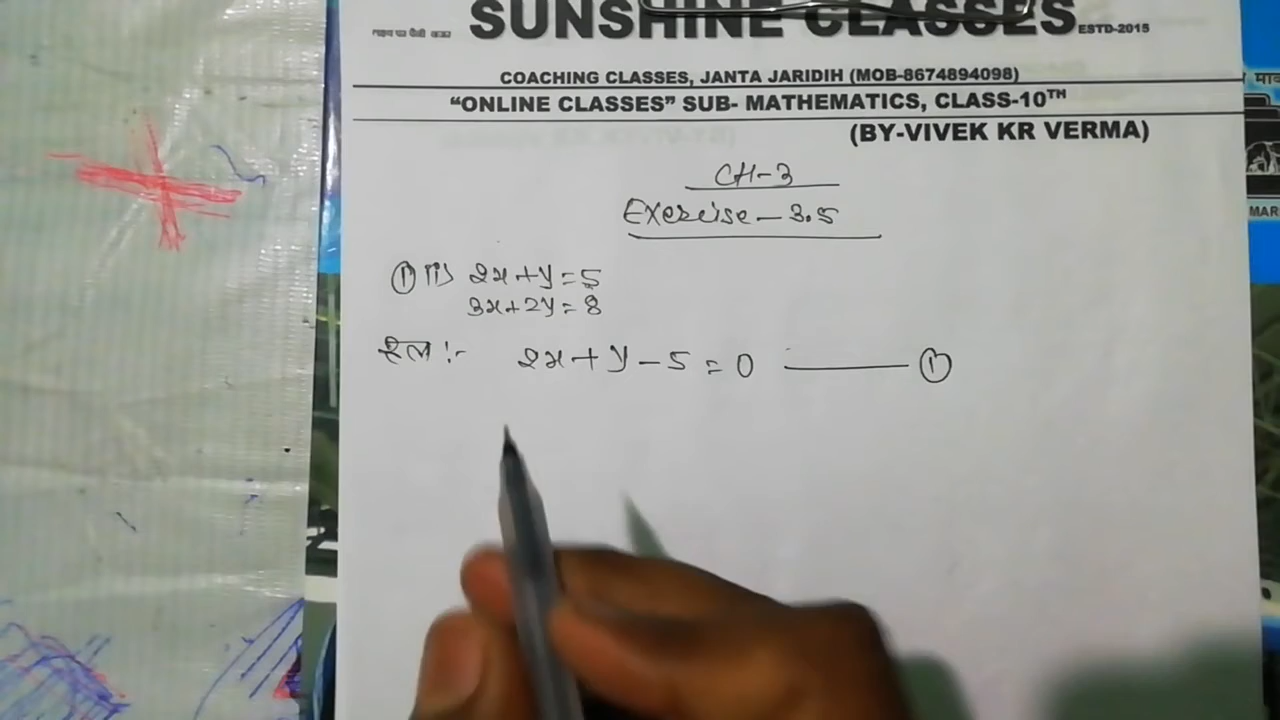 SUNSHINE CLASSES ESTD-2015
COACHING CLASSES, JANTA JARIDIH (MOB-8674894098)
"ONLINE CLASSES" SUB- MATHEMATICS, CLASS-10TH
(BY-VIVEK KR VERMA)
CH-3
Exercise - 3.5
① ii) 2x+y=5
3x+2y=8
हल :- 2x+y-5=0 ——— ①
MAR